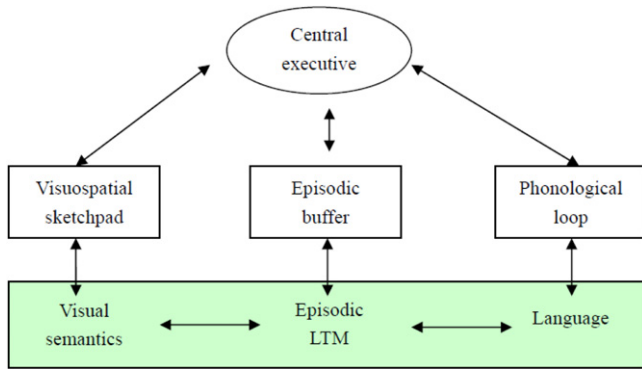 Central
executive
Visuospatial
sketchpad
Episodic
buffer
Phonological
loop
Visual
semantics
Episodic
LTM
Language